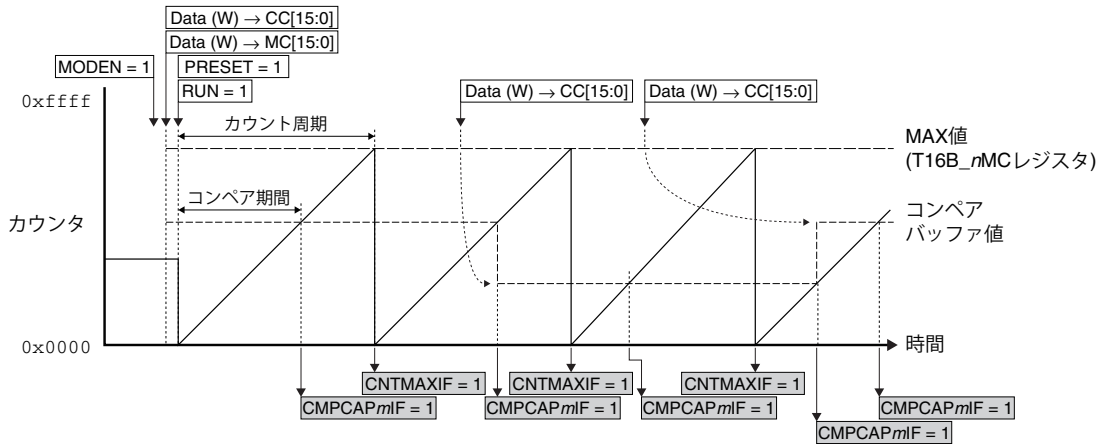 Data (W) → CC[15:0]
Data (W) → MC[15:0]
MODEN = 1
PRESET = 1
RUN = 1
Data (W) → CC[15:0]
Data (W) → CC[15:0]
0xffff
カウント周期
MAX値
(T16B_nMCレジスタ)
コンペア期間
カウンタ
コンペア
バッファ値
0x0000
時間
CNTMAXIF = 1
CNTMAXIF = 1
CNTMAXIF = 1
CMPCAPmIF = 1
CMPCAPmIF = 1
CMPCAPmIF = 1
CMPCAPmIF = 1
CMPCAPmIF = 1